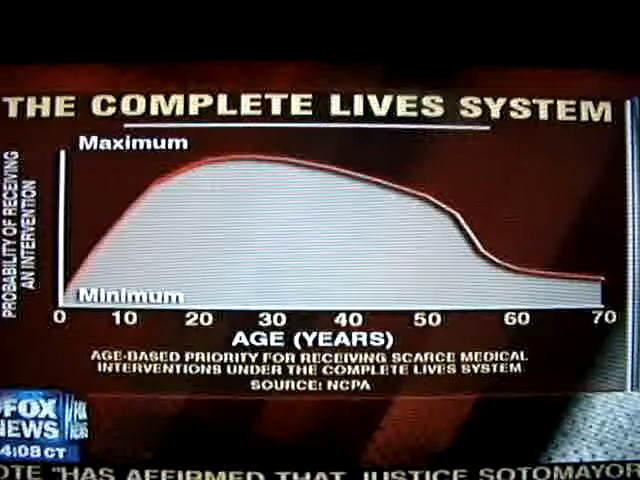 THE COMPLETE LIVES SYSTEM
Maximum
PROBABILITY OF RECEIVING
AN INTERVENTION
Minimum
0 10 20 30 40 50 60 70
AGE (YEARS)
AGE-BASED PRIORITY FOR RECEIVING SCARCE MEDICAL
INTERVENTIONS UNDER THE COMPLETE LIVES SYSTEM
SOURCE: NCPA
FOX
NEWS
4:08 CT
OTE "HAS AFFIRMED THAT JUSTICE SOTOMAYOR